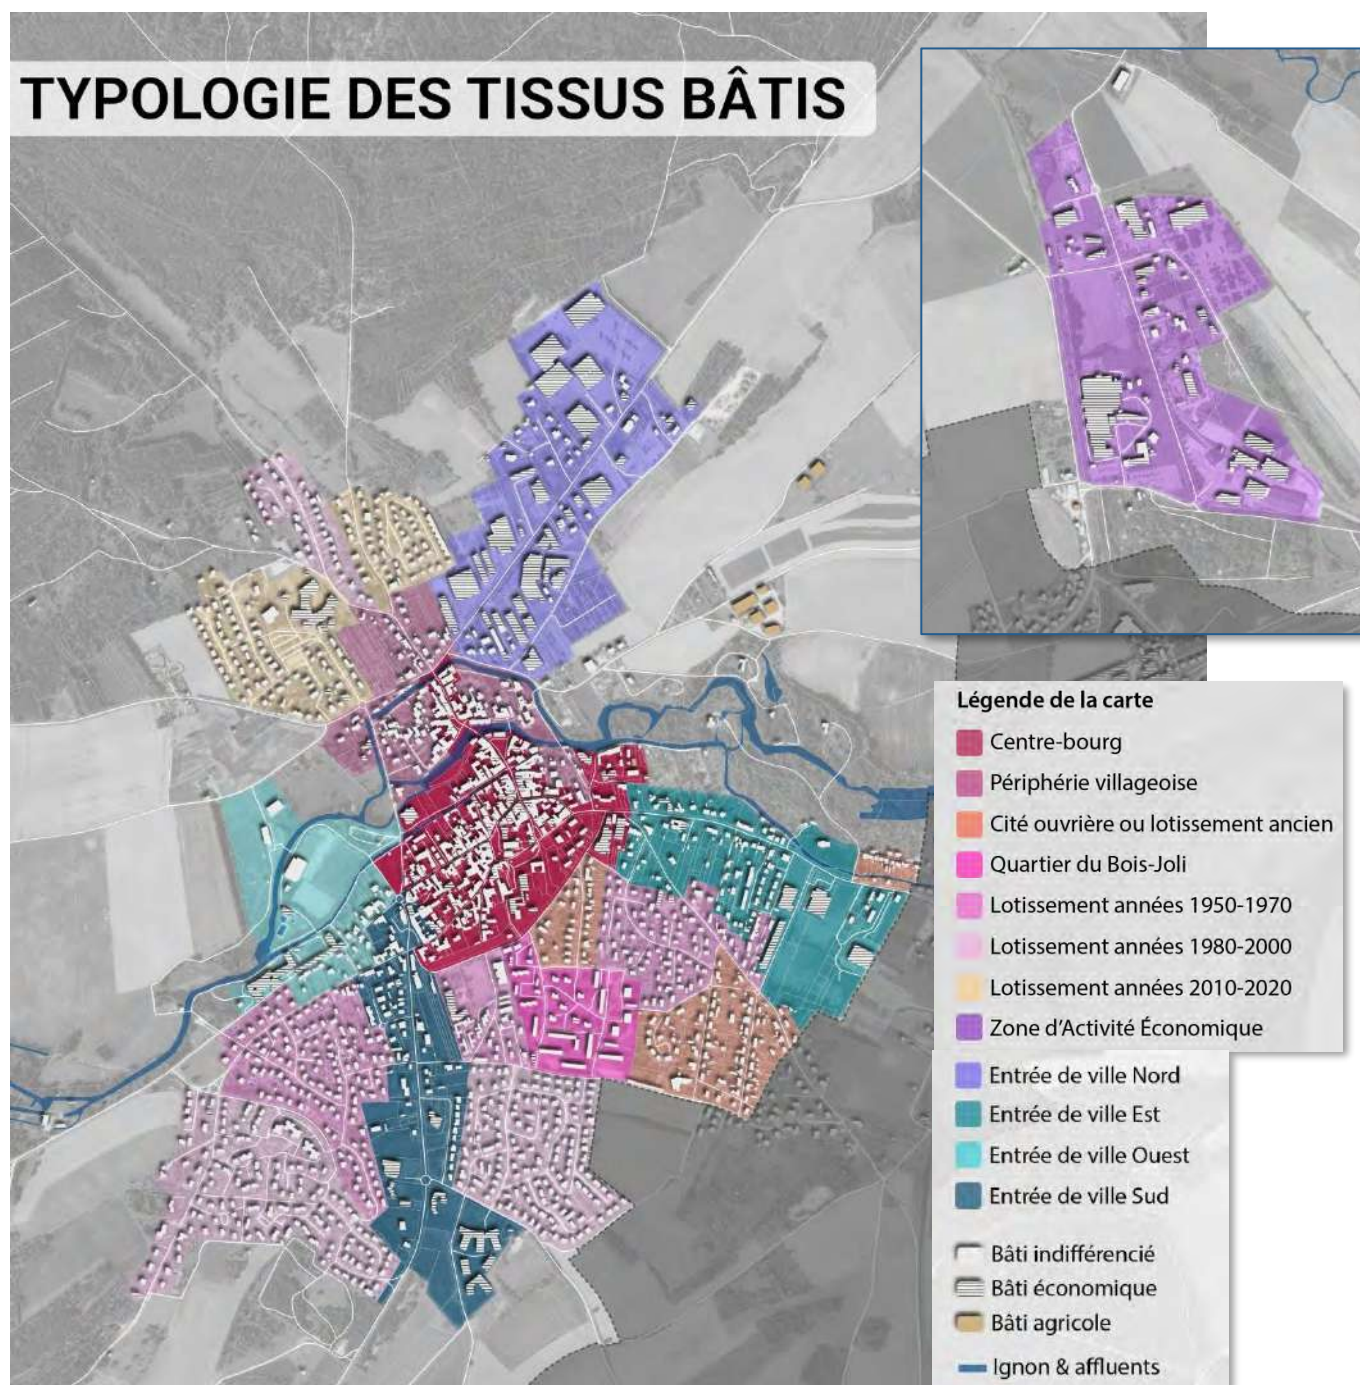 TYPOLOGIE DES TISSUS BÂTIS
Légende de la carte
Centre-bourg
Périphérie villageoise
Cité ouvrière ou lotissement ancien
Quartier du Bois-Joli
Lotissement années 1950-1970
Lotissement années 1980-2000
Lotissement années 2010-2020
Zone d'Activité Économique
Entrée de ville Nord
Entrée de ville Est
Entrée de ville Ouest
Entrée de ville Sud
Bâti indifférencié
Bâti économique
Bâti agricole
Ignon & affluents